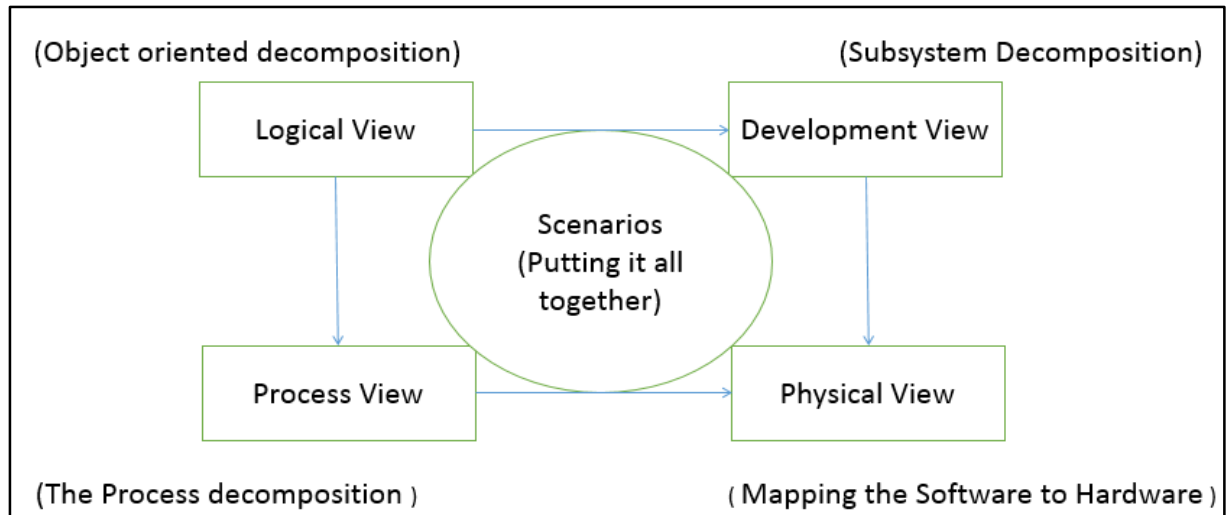 (Object oriented decomposition)
(Subsystem Decomposition)
Logical View
Development View
Scenarios
(Putting it all
together)
Process View
Physical View
(The Process decomposition )
( Mapping the Software to Hardware )